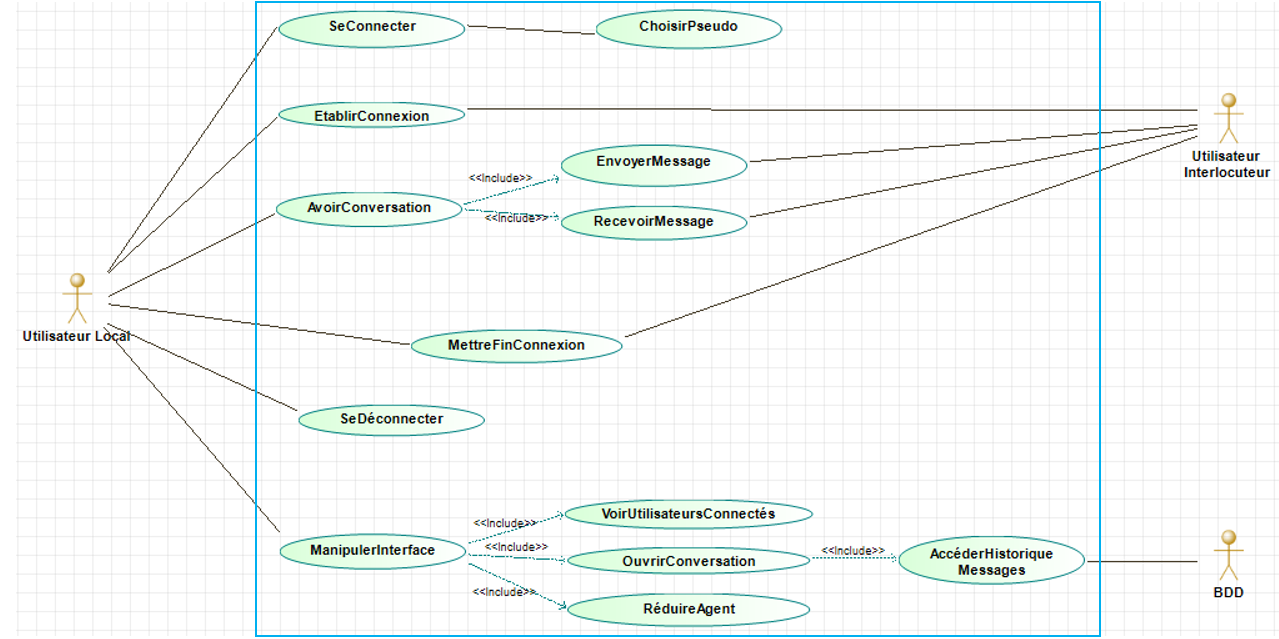 SeConnecter
ChoisirPseudo
EtablirConnexion
Utilisateur
Interlocuteur
EnvoyerMessage
<<Include>>
AvoirConversation
RecevoirMessage
<<Include>>
Utilisateur Local
MettreFinConnexion
SeDéconnecter
VoirUtilisateursConnectés
<<Include>>
ManipulerInterface
<<Include>>
OuvrirConversation
<<Include>>
AccéderHistorique
Messages
<<Include>>
RéduireAgent
BDD